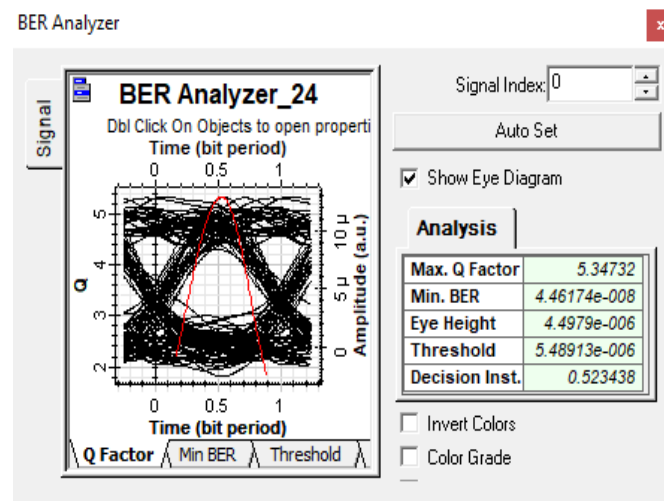 BER Analyzer
x
Signal
BER Analyzer_24
Dbl Click On Objects to open properti
Time (bit period)
0 0.5 1
Q
5
4
3
2
10 µ
5 µ
0
Amplitude (a.u.)
0 0.5 1
Time (bit period)
Q Factor Min BER Threshold
Signal Index: 0
Auto Set
Show Eye Diagram
Analysis
Max. Q Factor 5.34732
Min. BER 4.46174e-008
Eye Height 4.4979e-006
Threshold 5.48913e-006
Decision Inst. 0.523438
Invert Colors
Color Grade